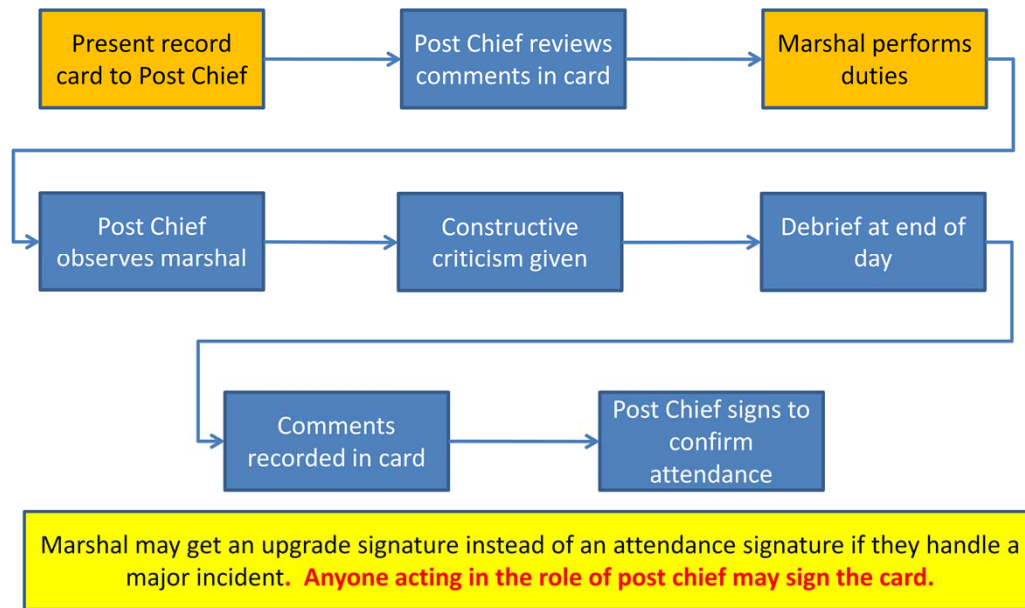 Present record
card to Post Chief
Post Chief reviews
comments in card
Marshal performs
duties
Post Chief
observes marshal
Constructive
criticism given
Debrief at end of
day
Comments
recorded in card
Post Chief signs to
confirm
attendance
Marshal may get an upgrade signature instead of an attendance signature if they handle a
major incident. Anyone acting in the role of post chief may sign the card.